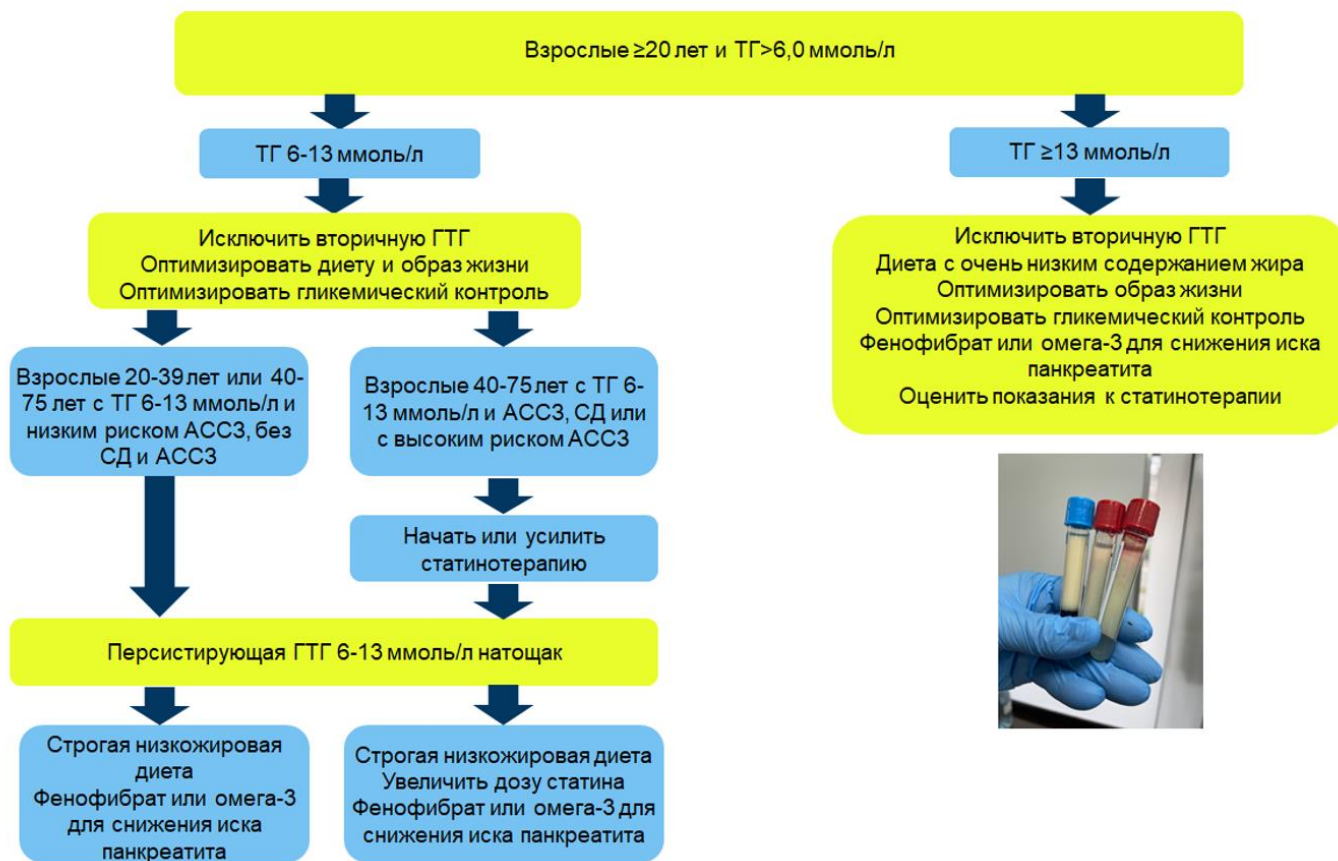 Взрослые ≥20 лет и ТГ>6,0 ммоль/л
ТГ 6-13 ммоль/л
ТГ ≥13 ммоль/л
Исключить вторичную ГТГ
Оптимизировать диету и образ жизни
Оптимизировать гликемический контроль
Исключить вторичную ГТГ
Диета с очень низким содержанием жира
Оптимизировать образ жизни
Оптимизировать гликемический контроль
Фенофибрат или омега-3 для снижения иска
панкреатита
Оценить показания к статинотерапии
Взрослые 20-39 лет или 40-
75 лет с ТГ 6-13 ммоль/л и
низким риском АССЗ, без
СД и АССЗ
Взрослые 40-75 лет с ТГ 6-
13 ммоль/л и АССЗ, СД или
с высоким риском АССЗ
Начать или усилить
статинотерапию
Персистирующая ГТГ 6-13 ммоль/л натощак
Строгая низкожировая
диета
Фенофибрат или омега-3
для снижения иска
панкреатита
Строгая низкожировая диета
Увеличить дозу статина
Фенофибрат или омега-3 для
снижения иска панкреатита